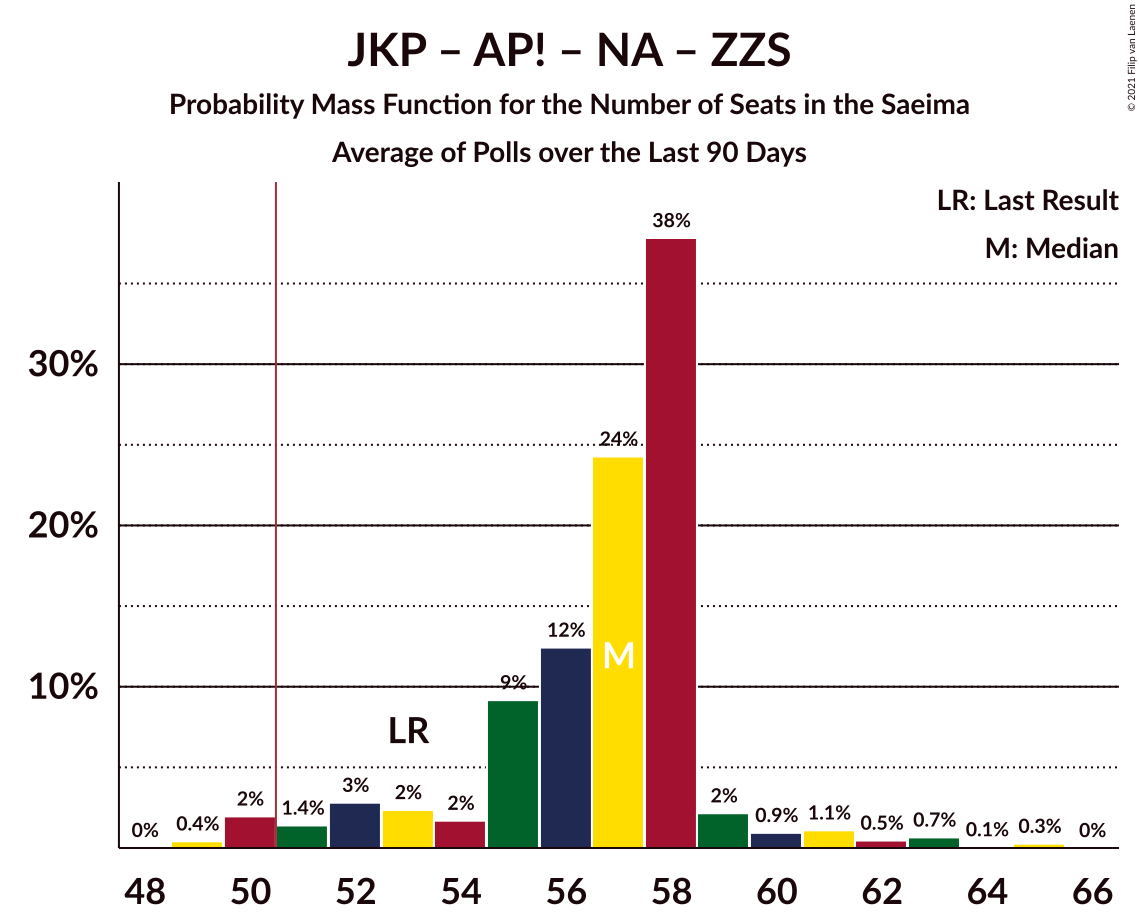 JKP – AP! – NA – ZZS
Probability Mass Function for the Number of Seats in the Saeima
Average of Polls over the Last 90 Days
© 2021 Filip van Laenen
LR: Last Result
M: Median
38%
30%
24%
20%
12%
M
10%
9%
LR
0%
0.4%
2%
1.4%
3%
2%
2%
2%
0.9%
1.1%
0.5%
0.7%
0.1%
0.3%
0%
48 50 52 54 56 58 60 62 64 66